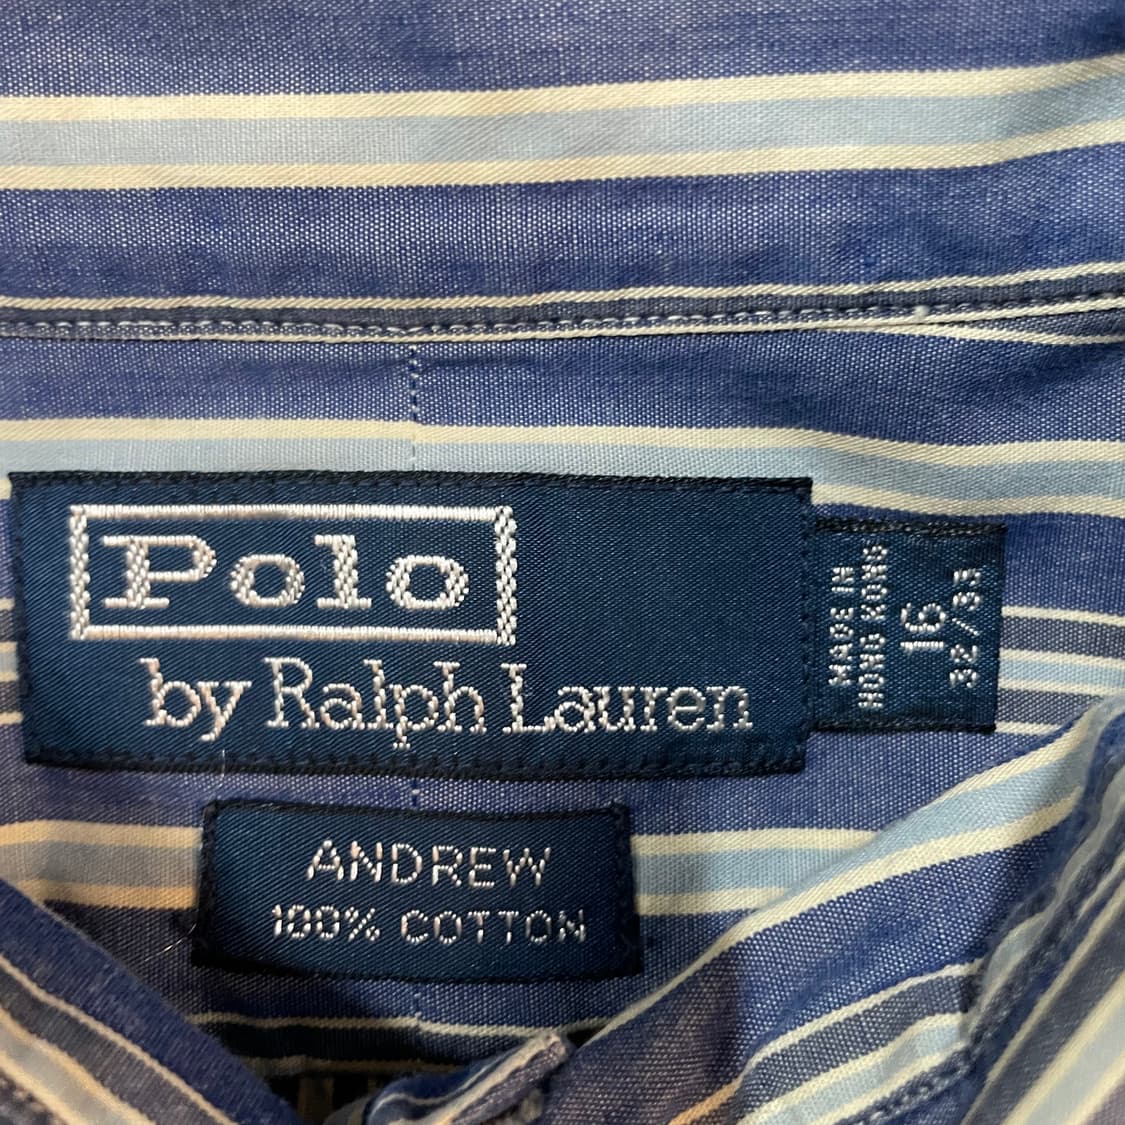 Polo
by Ralph Lauren
MADE IN
HONG KONG
16
32/33
ANDREW
100% COTTON